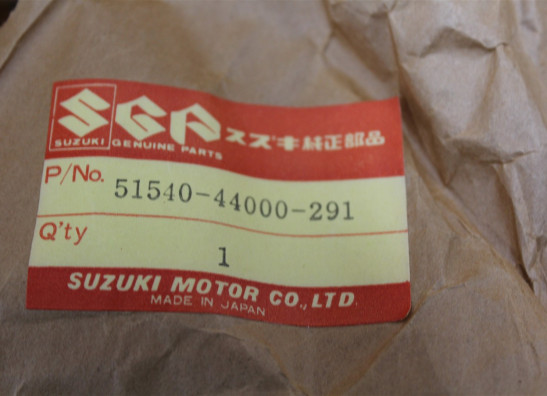 SGP スズキ純正部品
SUZUKI GENUINE PARTS
P/No. 51540-44000-291
Q'ty 1
SUZUKI MOTOR CO., LTD.
MADE IN JAPAN